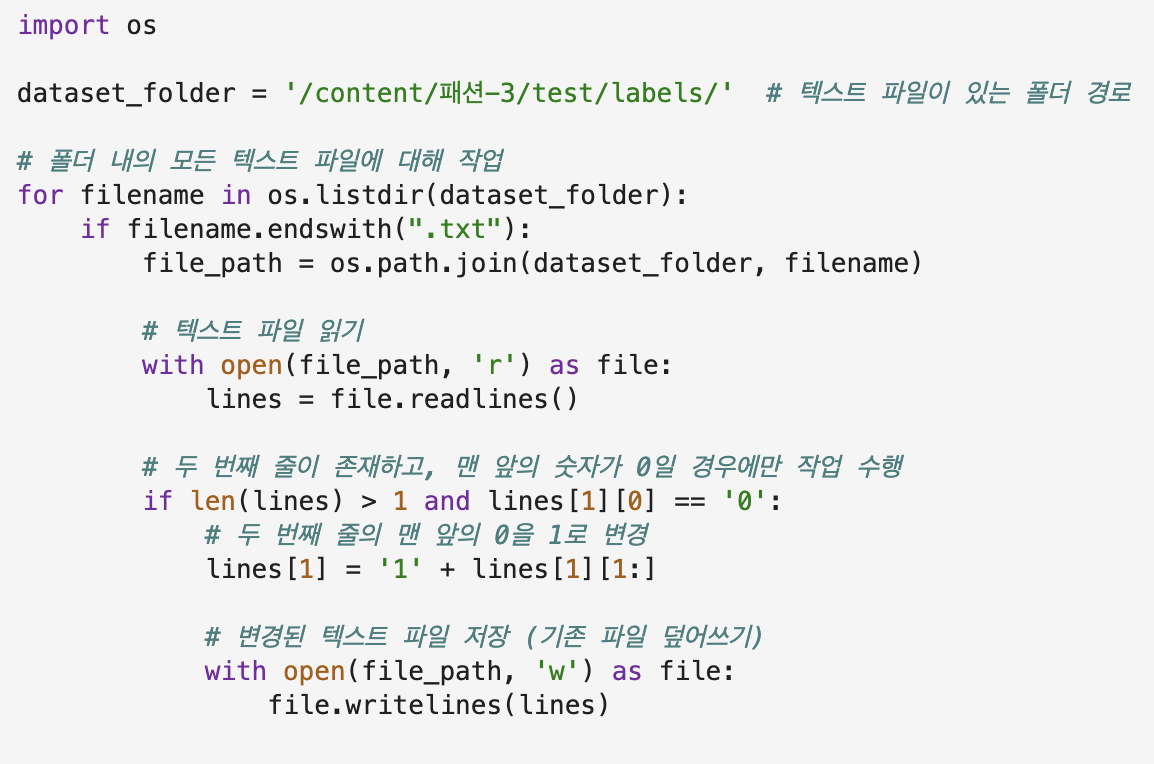 import os
dataset_folder = '/content/패션-3/test/labels/'  # 텍스트 파일이 있는 폴더 경로
# 폴더 내의 모든 텍스트 파일에 대해 작업
for filename in os.listdir(dataset_folder):
    if filename.endswith(".txt"):
        file_path = os.path.join(dataset_folder, filename)
        # 텍스트 파일 읽기
        with open(file_path, 'r') as file:
            lines = file.readlines()
        # 두 번째 줄이 존재하고, 맨 앞의 숫자가 0일 경우에만 작업 수행
        if len(lines) > 1 and lines[1][0] == '0':
            # 두 번째 줄의 맨 앞의 0을 1로 변경
            lines[1] = '1' + lines[1][1:]
            # 변경된 텍스트 파일 저장 (기존 파일 덮어쓰기)
            with open(file_path, 'w') as file:
                file.writelines(lines)